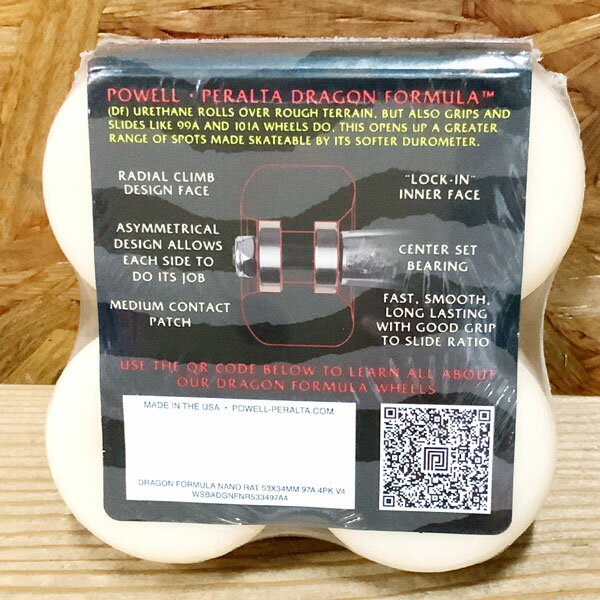 POWELL • PERALTA DRAGON FORMULA™
(DF) URETHANE ROLLS OVER ROUGH TERRAIN, BUT ALSO GRIPS AND
SLIDES LIKE 99A AND 101A WHEELS DO. THIS OPENS UP A GREATER
RANGE OF SPOTS MADE SKATEABLE BY ITS SOFTER DUROMETER.
RADIAL CLIMB
DESIGN FACE
ASYMMETRICAL
DESIGN ALLOWS
EACH SIDE TO
DO ITS JOB
MEDIUM CONTACT
PATCH
"LOCK-IN"
INNER FACE
CENTER SET
BEARING
FAST, SMOOTH,
LONG LASTING
WITH GOOD GRIP
TO SLIDE RATIO
USE THE QR CODE BELOW TO LEARN ALL ABOUT
OUR DRAGON FORMULA WHEELS
MADE IN THE USA • POWELL-PERALTA.COM
DRAGON FORMULA NANO RAT 53X34MM 97A 4PK V4
WSBADGNFNR533497A4